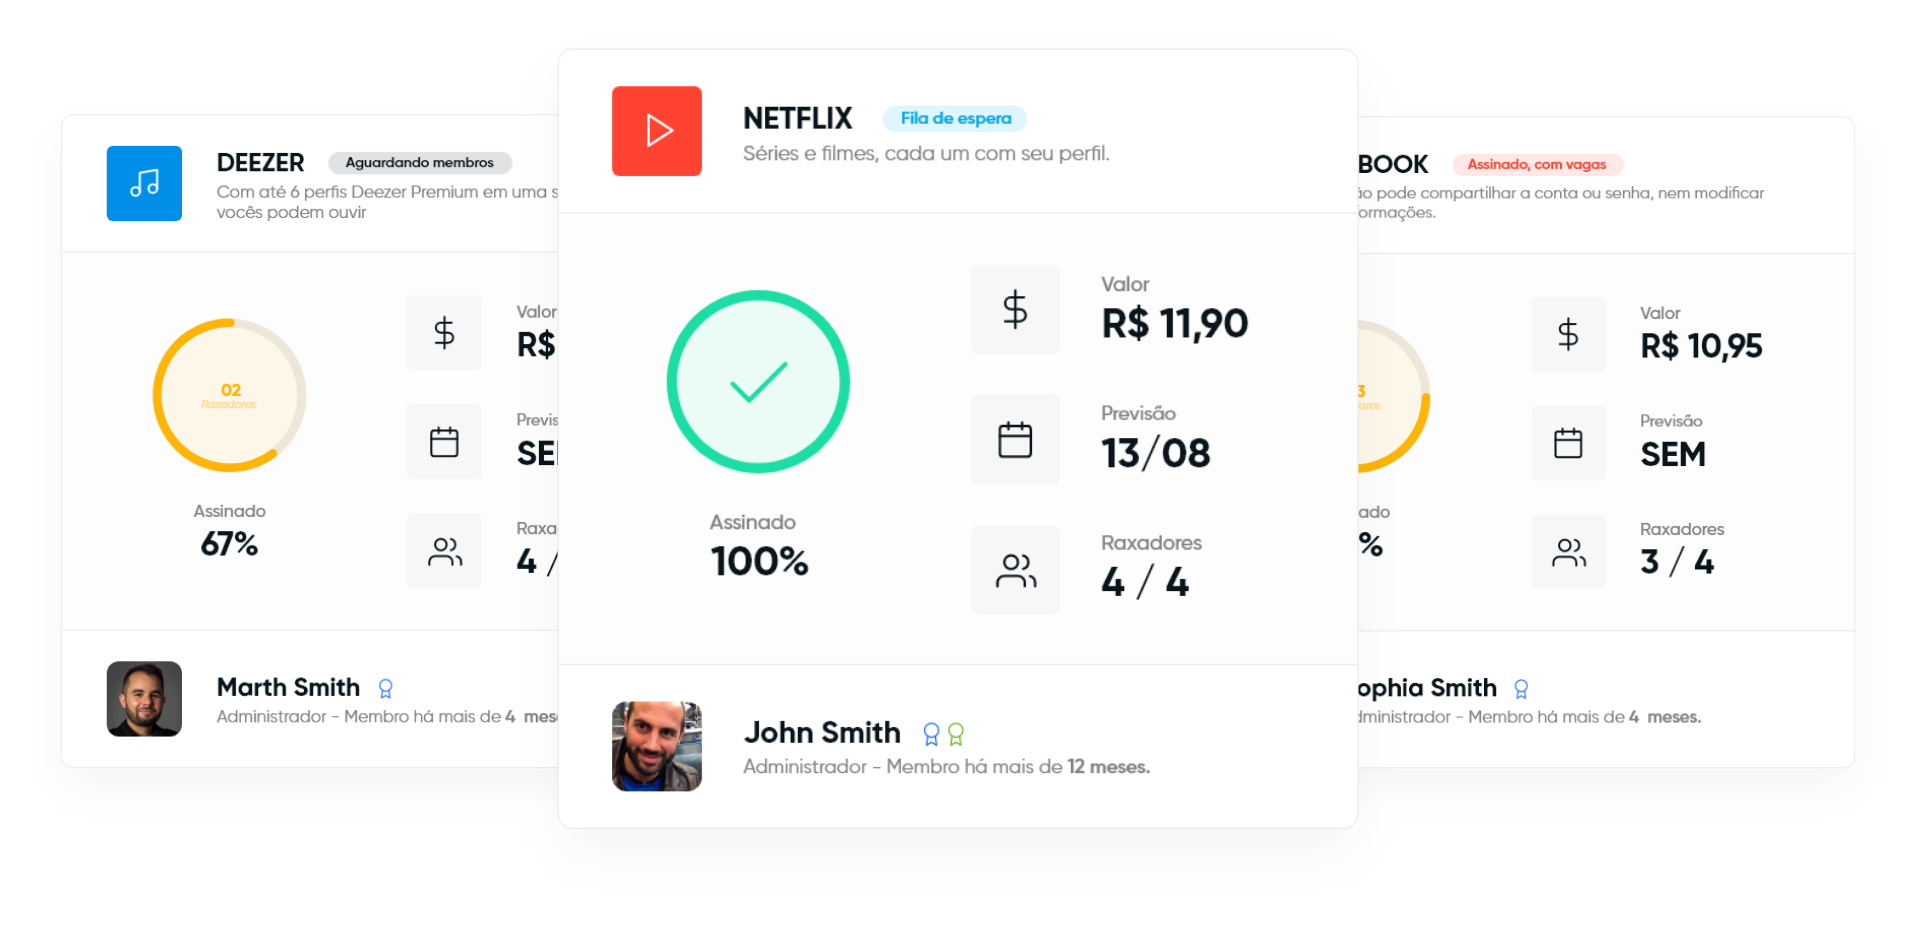 DEEZER
Aguardando membros
Com até 6 perfis Deezer Premium em uma s
vocês podem ouvir
02
Raxadores
Assinado
67%
Valor
R$
Previs
SE
Raxa
4 /
Marth Smith
Administrador - Membro há mais de 4 mes
NETFLIX
Fila de espera
Séries e filmes, cada um com seu perfil.
Assinado
100%
Valor
R$ 11,90
Previsão
13/08
Raxadores
4 / 4
John Smith
Administrador - Membro há mais de 12 meses.
BOOK
Assinado, com vagas
ão pode compartilhar a conta ou senha, nem modificar
formações.
3
ores
ado
%
Valor
R$ 10,95
Previsão
SEM
Raxadores
3 / 4
ophia Smith
dministrador - Membro há mais de 4 meses.